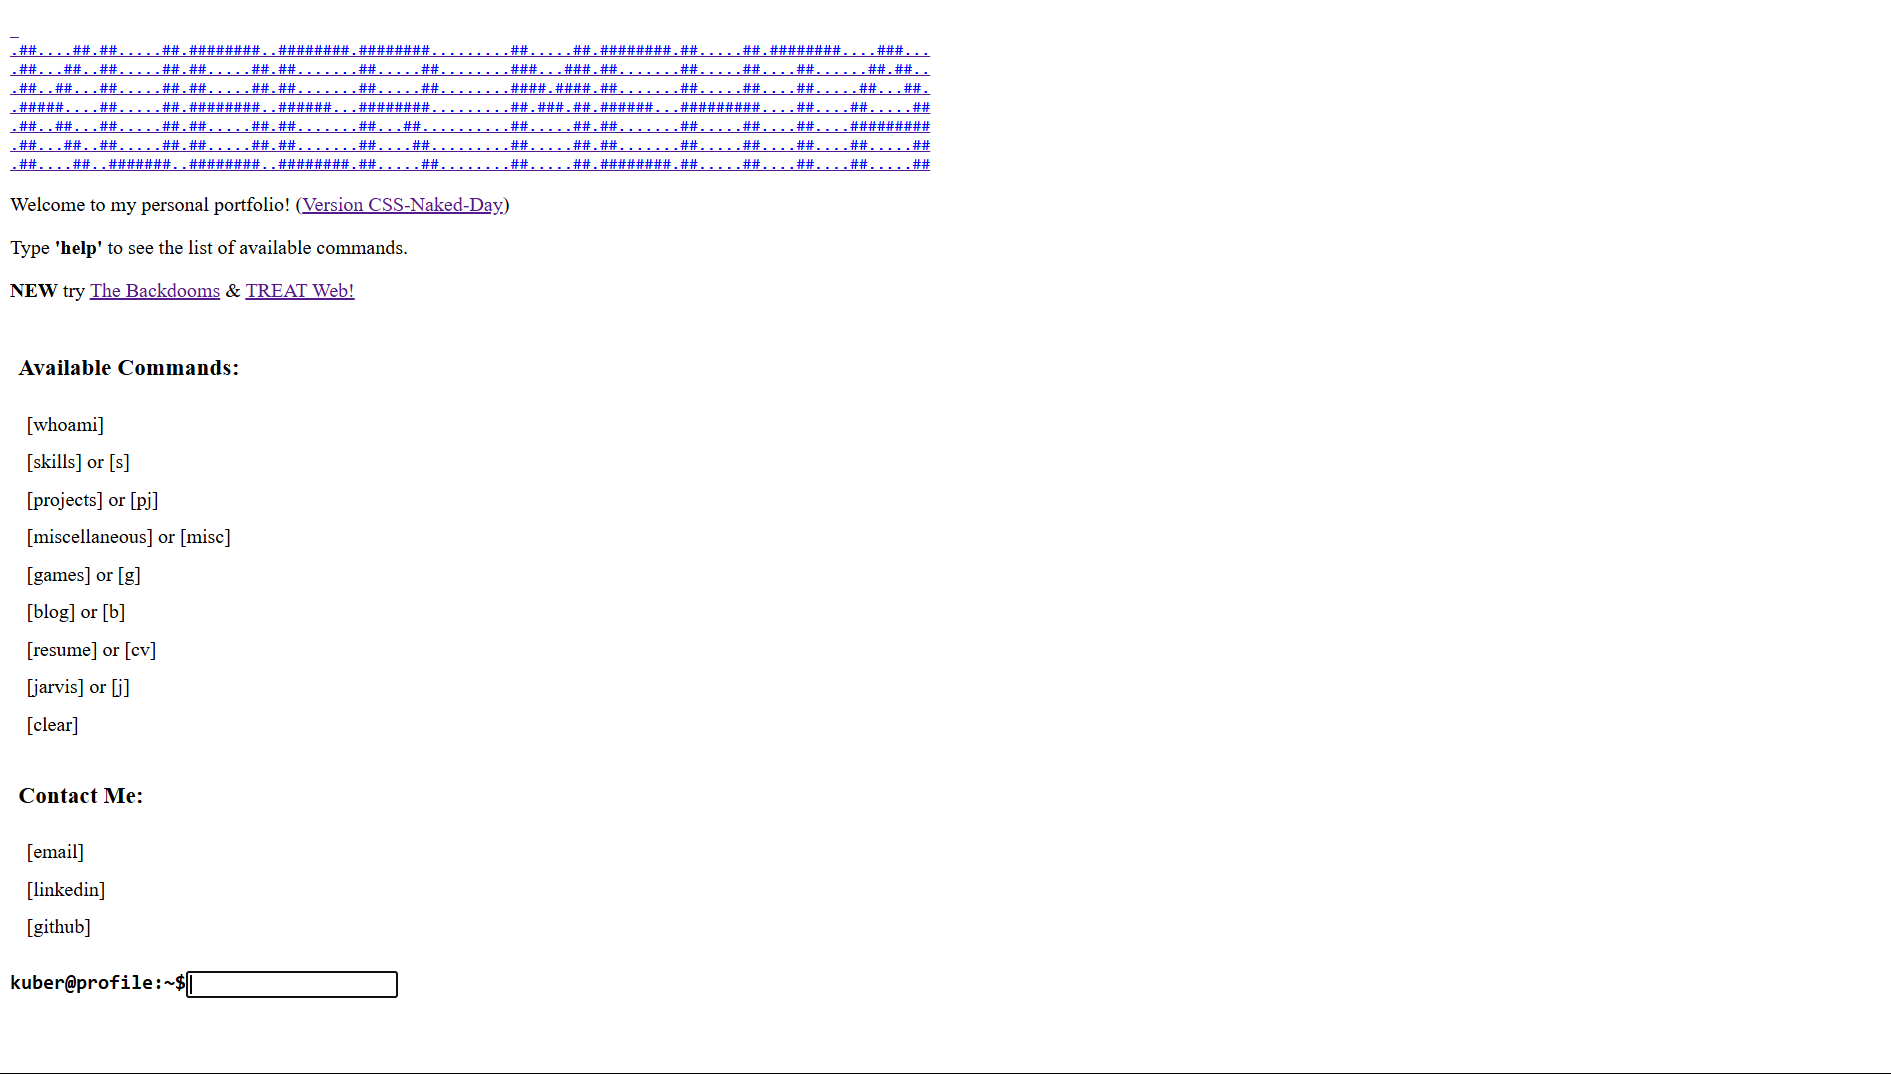 _
.##....##.##.....##.########..########.########.........##.....##.########.##.....##.########....###...
.##...##..##.....##.##.....##.##.......##.....##........###...###.##.......##.....##....##......##.##..
.##..##...##.....##.##.....##.##.......##.....##........####.####.##.......##.....##....##.....##...##.
.#####....##.....##.########..######...########.........##.###.##.######...#########....##....##.....##
.##..##...##.....##.##.....##.##.......##...##..........##.....##.##.......##.....##....##....#########
.##...##..##.....##.##.....##.##.......##....##.........##.....##.##.......##.....##....##....##.....##
.##....##..#######..########..########.##.....##........##.....##.########.##.....##....##....##.....##
Welcome to my personal portfolio! (Version CSS-Naked-Day)
Type 'help' to see the list of available commands.
NEW try The Backdooms & TREAT Web!
Available Commands:
[whoami]
[skills] or [s]
[projects] or [pj]
[miscellaneous] or [misc]
[games] or [g]
[blog] or [b]
[resume] or [cv]
[jarvis] or [j]
[clear]
Contact Me:
[email]
[linkedin]
[github]
kuber@profile:~$